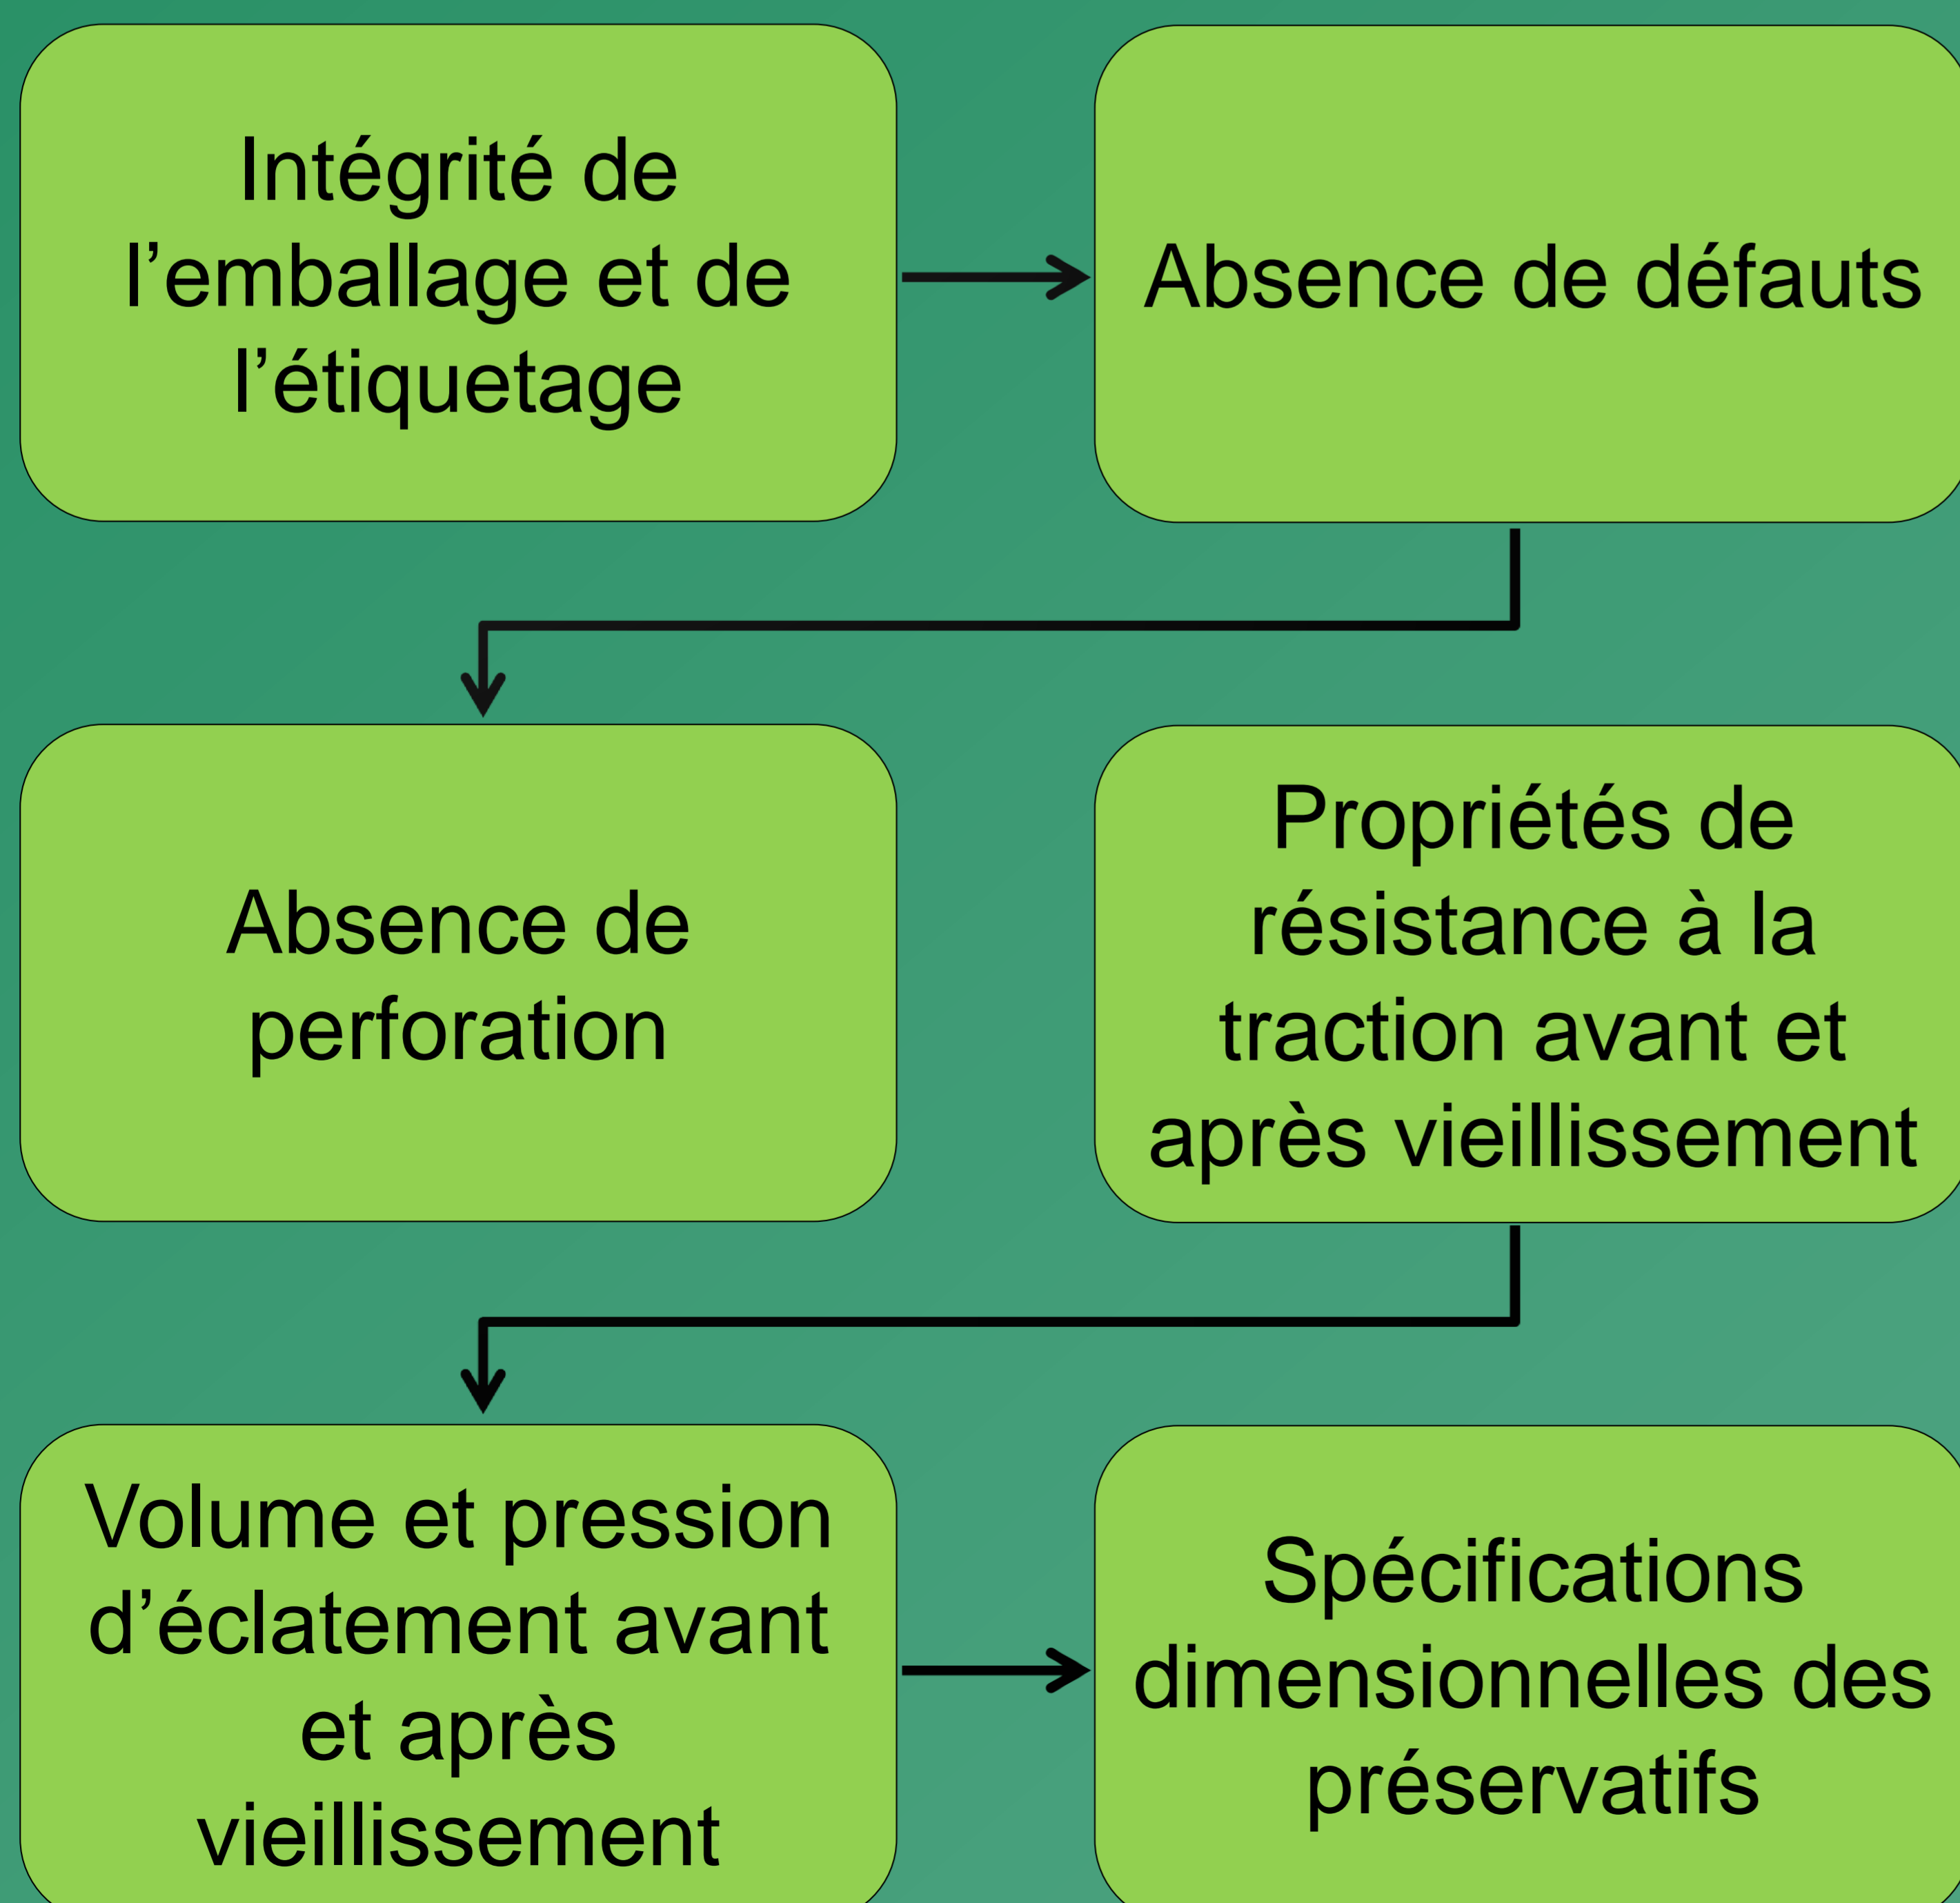 Intégrité de
l’emballage et de
l’étiquetage
Absence de défauts
Absence de
perforation
Propriétés de
résistance à la
traction avant et
après vieillissement
Volume et pression
d’éclatement avant
et après
vieillissement
Spécifications
dimensionnelles des
préservatifs